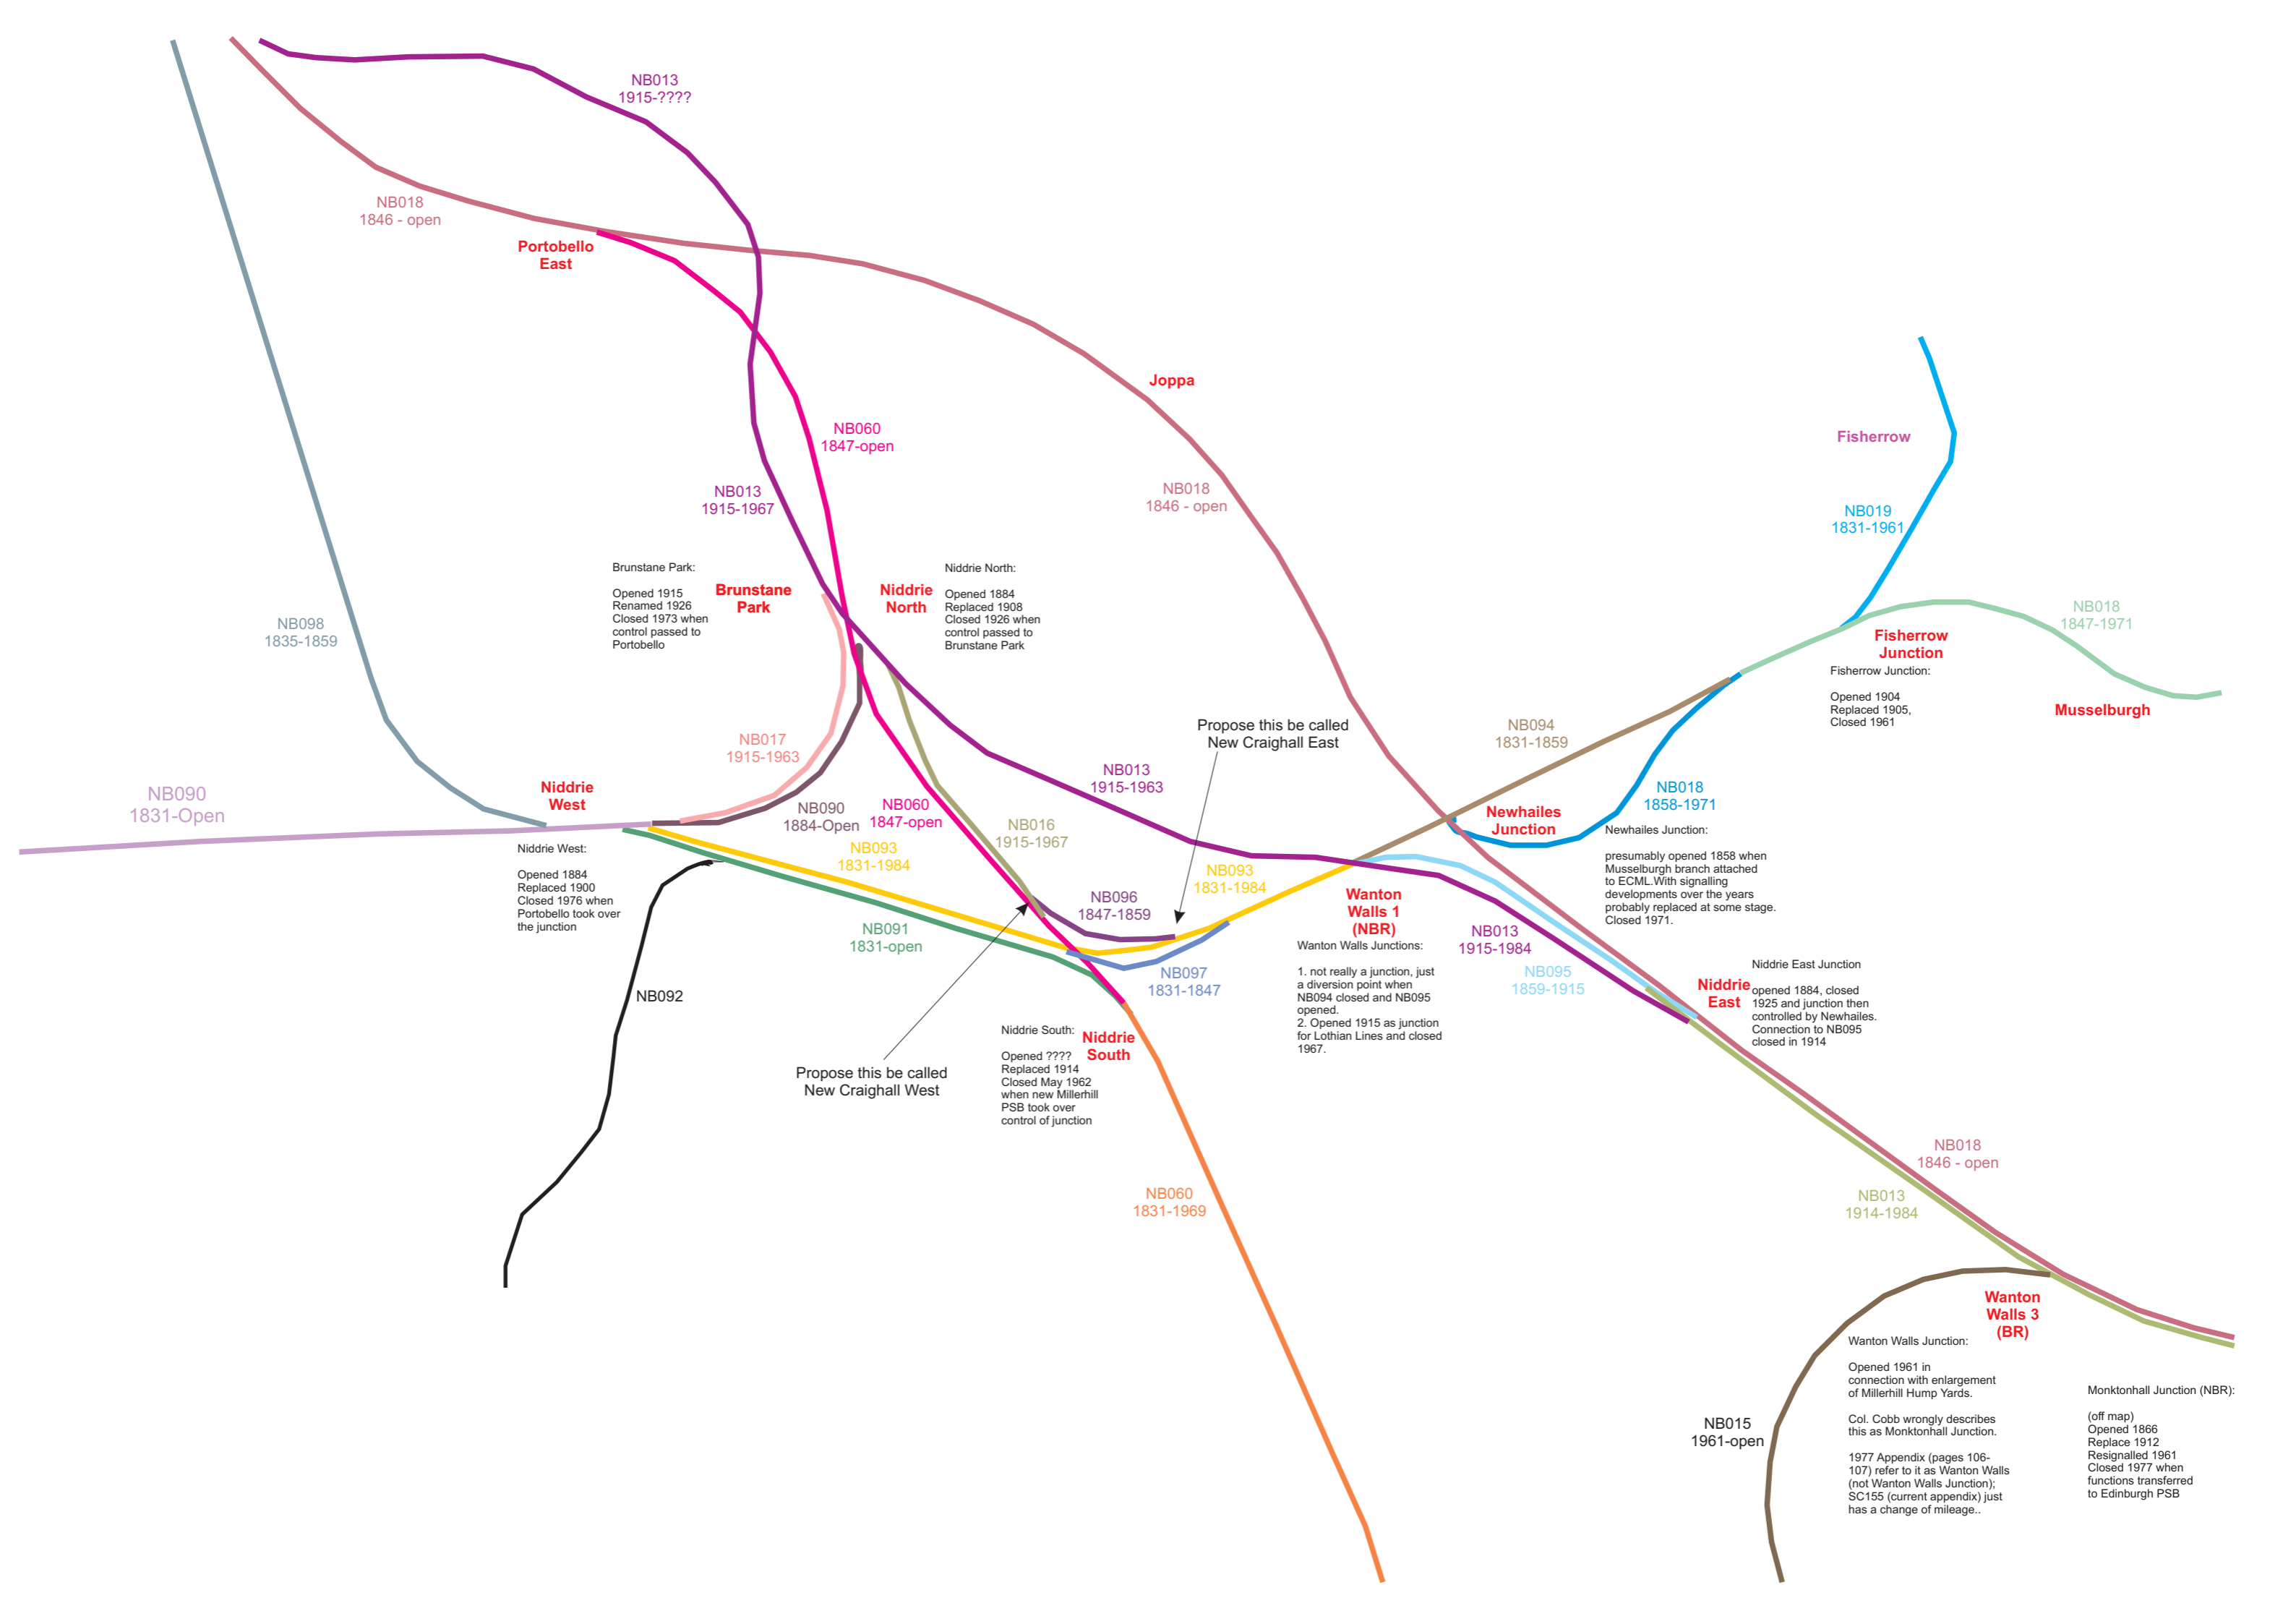 NB013
1915-????
NB018
1846 - open
Portobello
East
Joppa
NB060
1847-open
Fisherrow
NB013
1915-1967
NB018
1846 - open
NB019
1831-1961
Brunstane Park:
Opened 1915
Renamed 1926
Closed 1973 when
control passed to
Portobello
Brunstane
Park
Niddrie
North
Niddrie North:
Opened 1884
Replaced 1908
Closed 1926 when
control passed to
Brunstane Park
NB098
1835-1859
NB018
1847-1971
Fisherrow
Junction
Fisherrow Junction:
Opened 1904
Replaced 1905,
Closed 1961
Musselburgh
Propose this be called
New Craighall East
NB094
1831-1859
NB017
1915-1963
NB013
1915-1963
NB018
1858-1971
NB090
1831-Open
Niddrie
West
NB090
1884-Open
NB060
1847-open
NB016
1915-1967
Newhailes
Junction
Newhailes Junction:
presumably opened 1858 when
Musselburgh branch attached
to ECML.With signalling
developments over the years
probably replaced at some stage.
Closed 1971.
Niddrie West:
Opened 1884
Replaced 1900
Closed 1976 when
Portobello took over
the junction
NB093
1831-1984
NB093
1831-1984
NB096
1847-1859
Wanton
Walls 1
(NBR)
Wanton Walls Junctions:
1. not really a junction, just
a diversion point when
NB094 closed and NB095
opened.
2. Opened 1915 as junction
for Lothian Lines and closed
1967.
NB091
1831-open
NB013
1915-1984
NB095
1859-1915
NB097
1831-1847
Niddrie
East
Niddrie East Junction
opened 1884, closed
1925 and junction then
controlled by Newhailes.
Connection to NB095
closed in 1914
NB092
Niddrie South:
Opened ????
Replaced 1914
Closed May 1962
when new Millerhill
PSB took over
control of junction
Niddrie
South
Propose this be called
New Craighall West
NB018
1846 - open
NB060
1831-1969
NB013
1914-1984
Wanton
Walls 3
(BR)
Wanton Walls Junction:
Opened 1961 in
connection with enlargement
of Millerhill Hump Yards.
Col. Cobb wrongly describes
this as Monktonhall Junction.
1977 Appendix (pages 106-
107) refer to it as Wanton Walls
(not Wanton Walls Junction);
SC155 (current appendix) just
has a change of mileage..
Monktonhall Junction (NBR):
(off map)
Opened 1866
Replace 1912
Resignalled 1961
Closed 1977 when
functions transferred
to Edinburgh PSB
NB015
1961-open